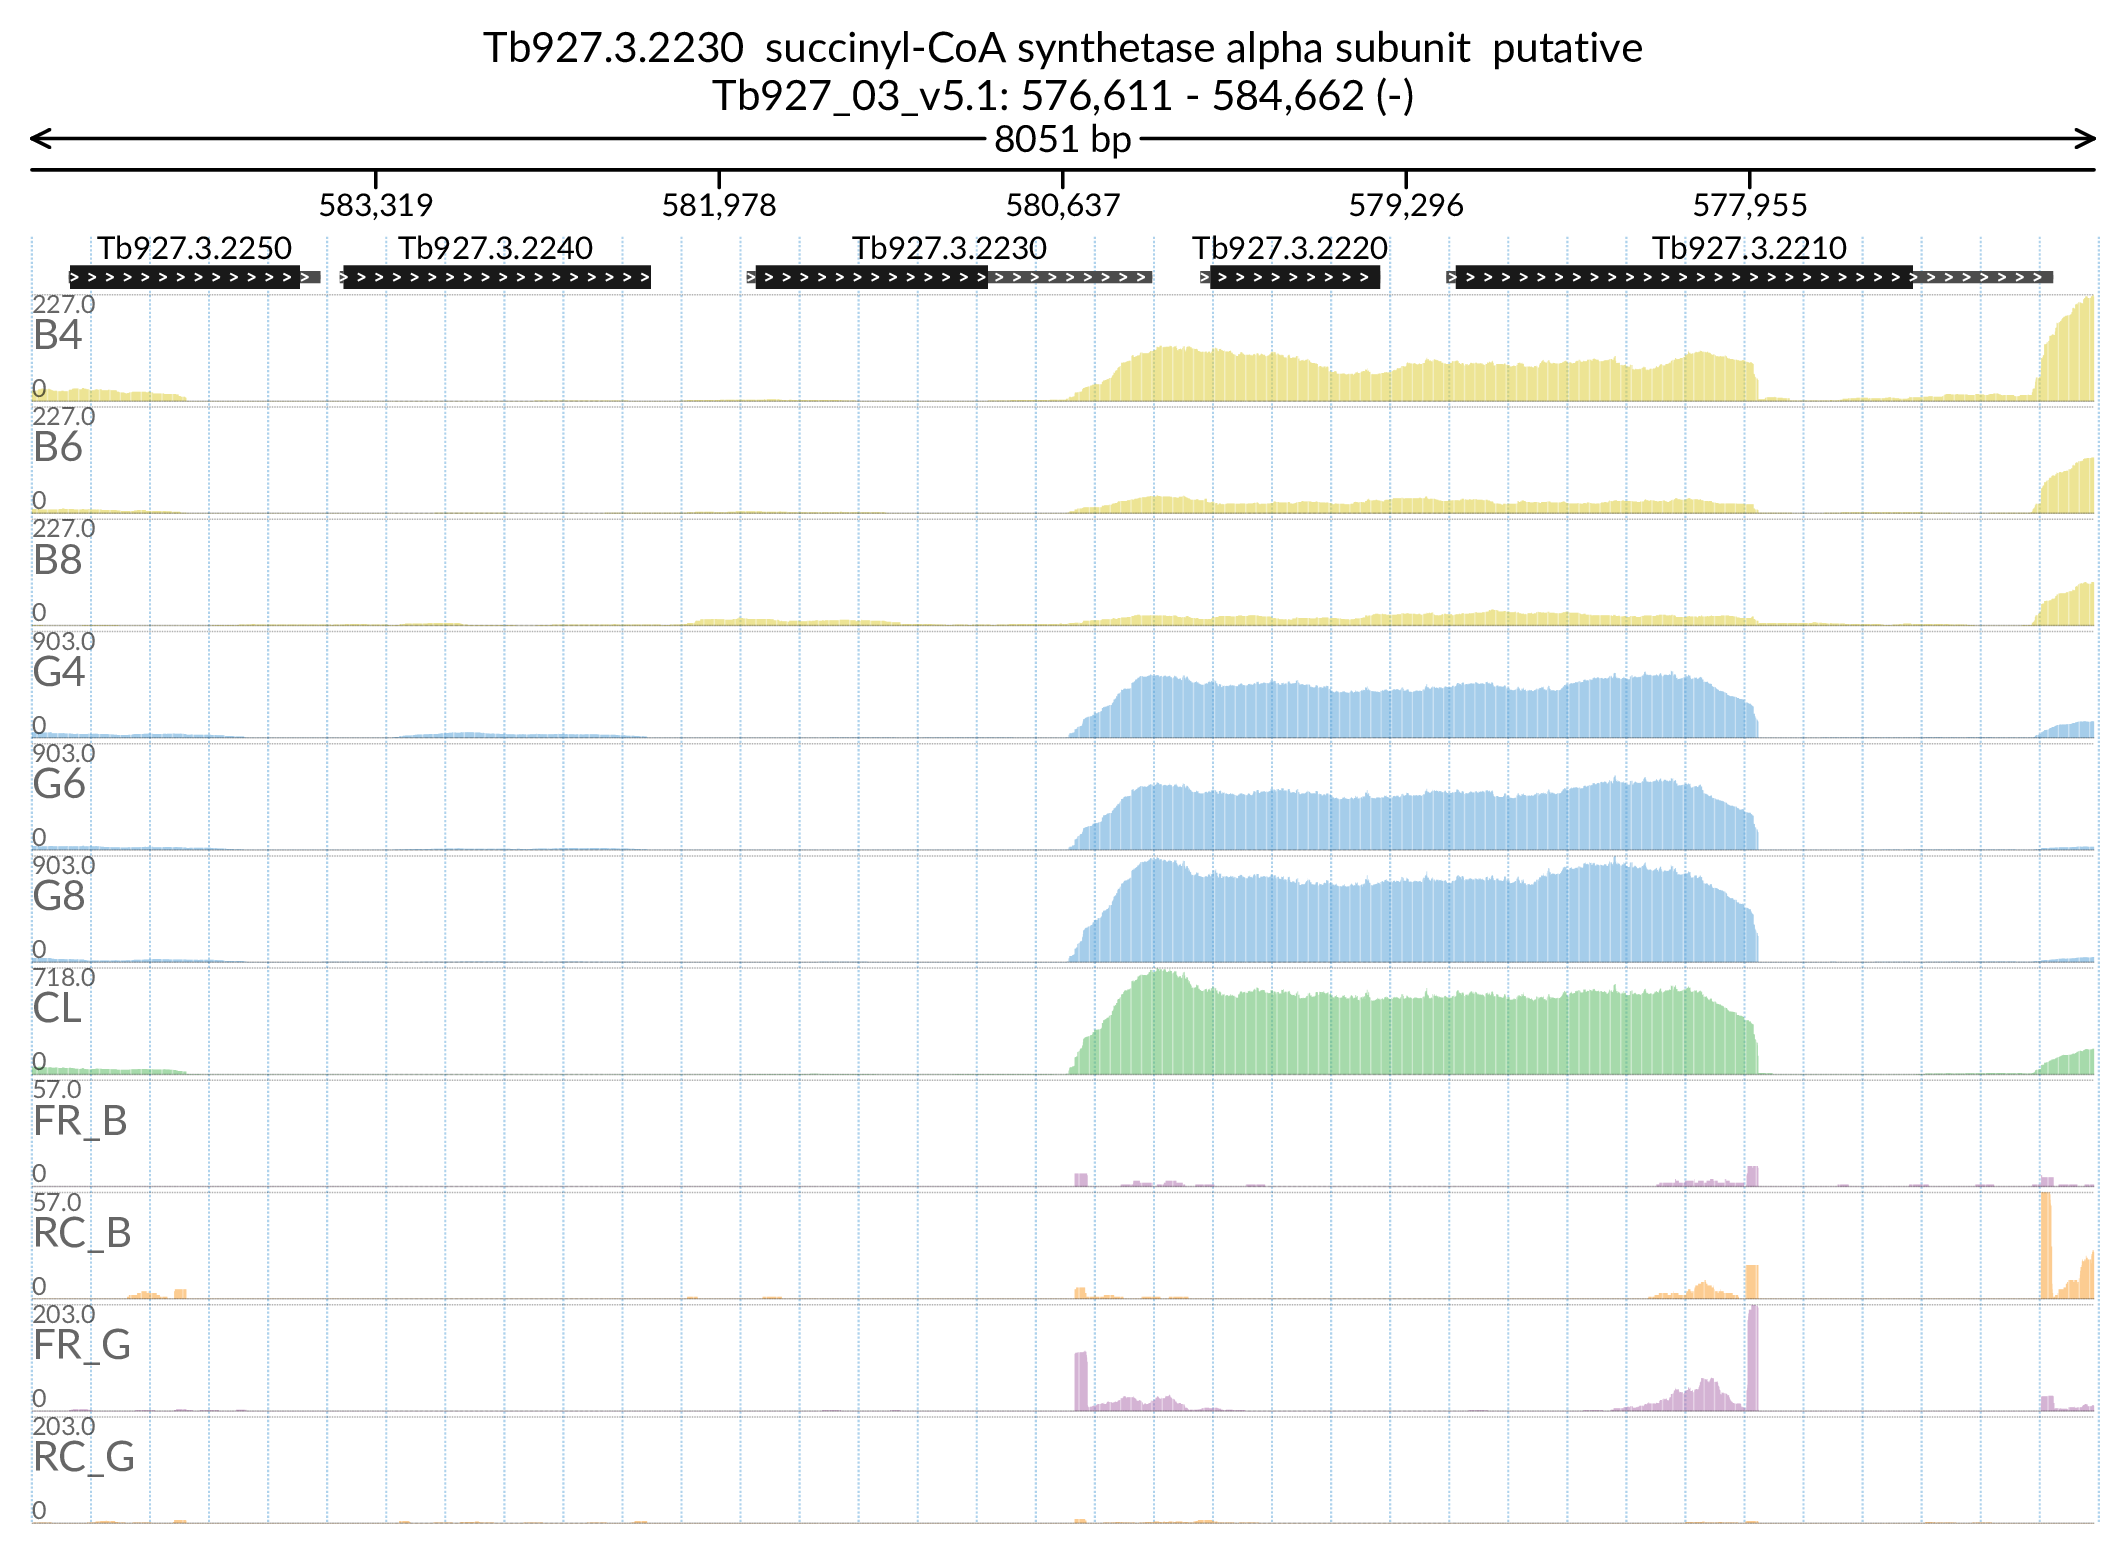 Tb927.3.2230 succinyl-CoA synthetase alpha subunit putative
Tb927_03_v5.1: 576,611 - 584,662 (-)
8051 bp
583,319 581,978 580,637 579,296 577,955
Tb927.3.2250 Tb927.3.2240 Tb927.3.2230 Tb927.3.2220 Tb927.3.2210
227.0
B4
0
227.0
B6
0
227.0
B8
0
903.0
G4
0
903.0
G6
0
903.0
G8
0
718.0
CL
0
57.0
FR_B
0
57.0
RC_B
0
203.0
FR_G
0
203.0
RC_G
0